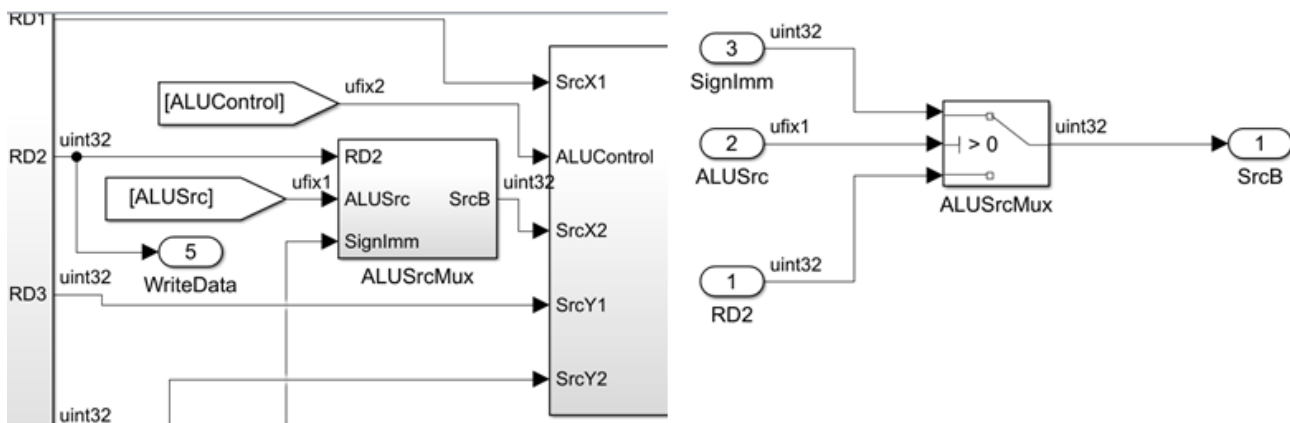 RD1
SrcX1
[ALUControl]
ufix2
uint32
RD2
RD2
ALUControl
[ALUSrc]
ufix1
ALUSrc
SrcB
uint32
SignImm
SrcX2
5
WriteData
ALUSrcMux
uint32
RD3
SrcY1
SrcY2
uint32
3
uint32
SignImm
2
ufix1
> 0
uint32
1
ALUSrc
ALUSrcMux
SrcB
1
uint32
RD2